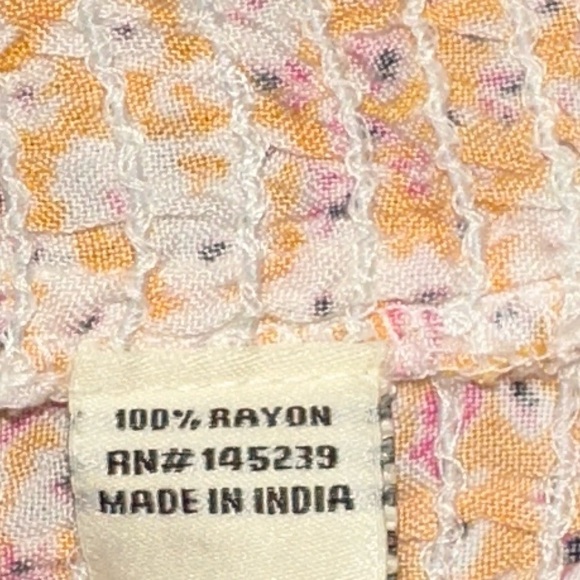 100% RAYON
RN# 145239
MADE IN INDIA